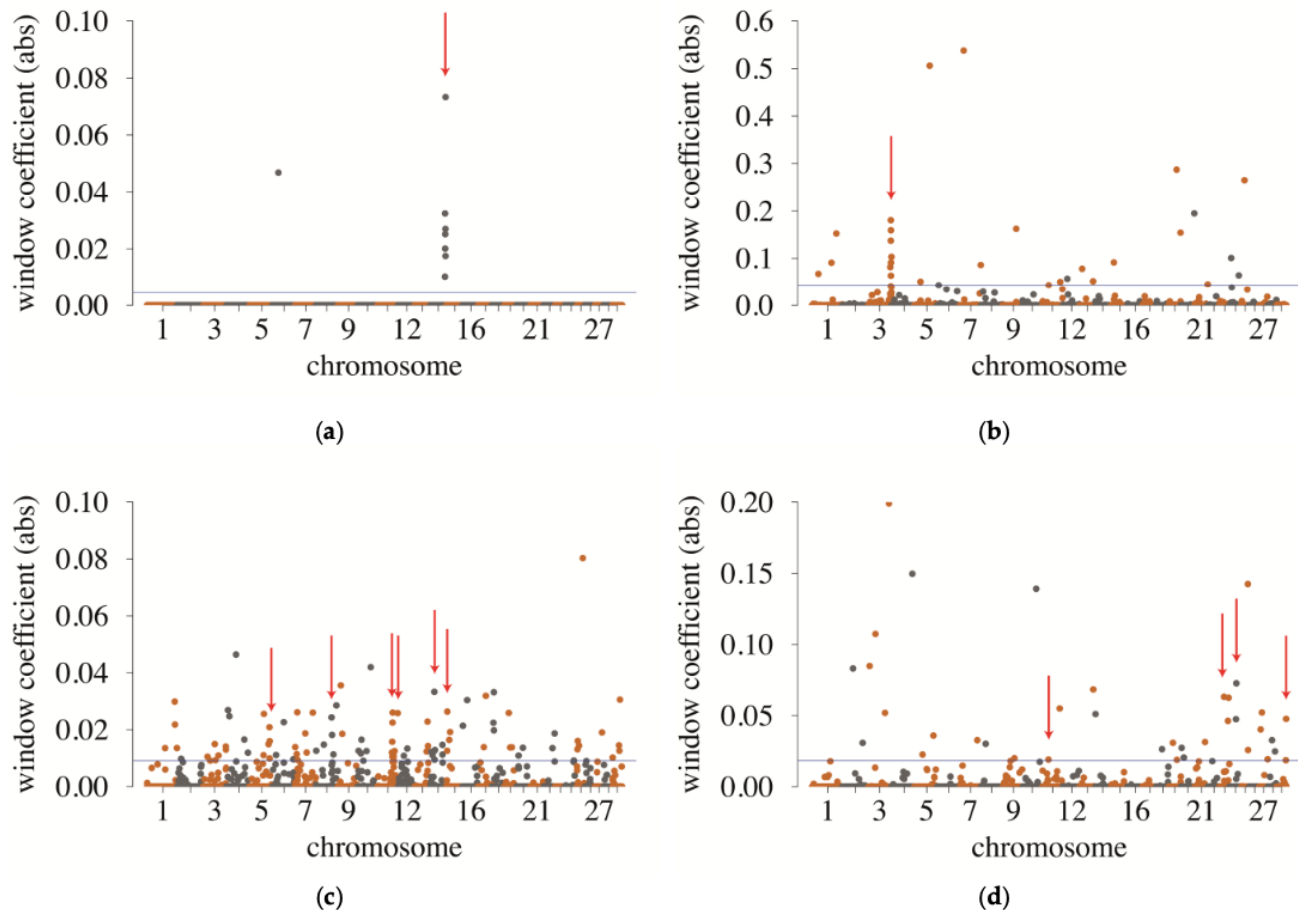 window coefficient (abs)
0.10
0.08
0.06
0.04
0.02
0.00
1 3 5 7 9 12 16 21 27
chromosome
(a)
window coefficient (abs)
0.6
0.5
0.4
0.3
0.2
0.1
0.0
1 3 5 7 9 12 16 21 27
chromosome
(b)
window coefficient (abs)
0.10
0.08
0.06
0.04
0.02
0.00
1 3 5 7 9 12 16 21 27
chromosome
(c)
window coefficient (abs)
0.20
0.15
0.10
0.05
0.00
1 3 5 7 9 12 16 21 27
chromosome
(d)